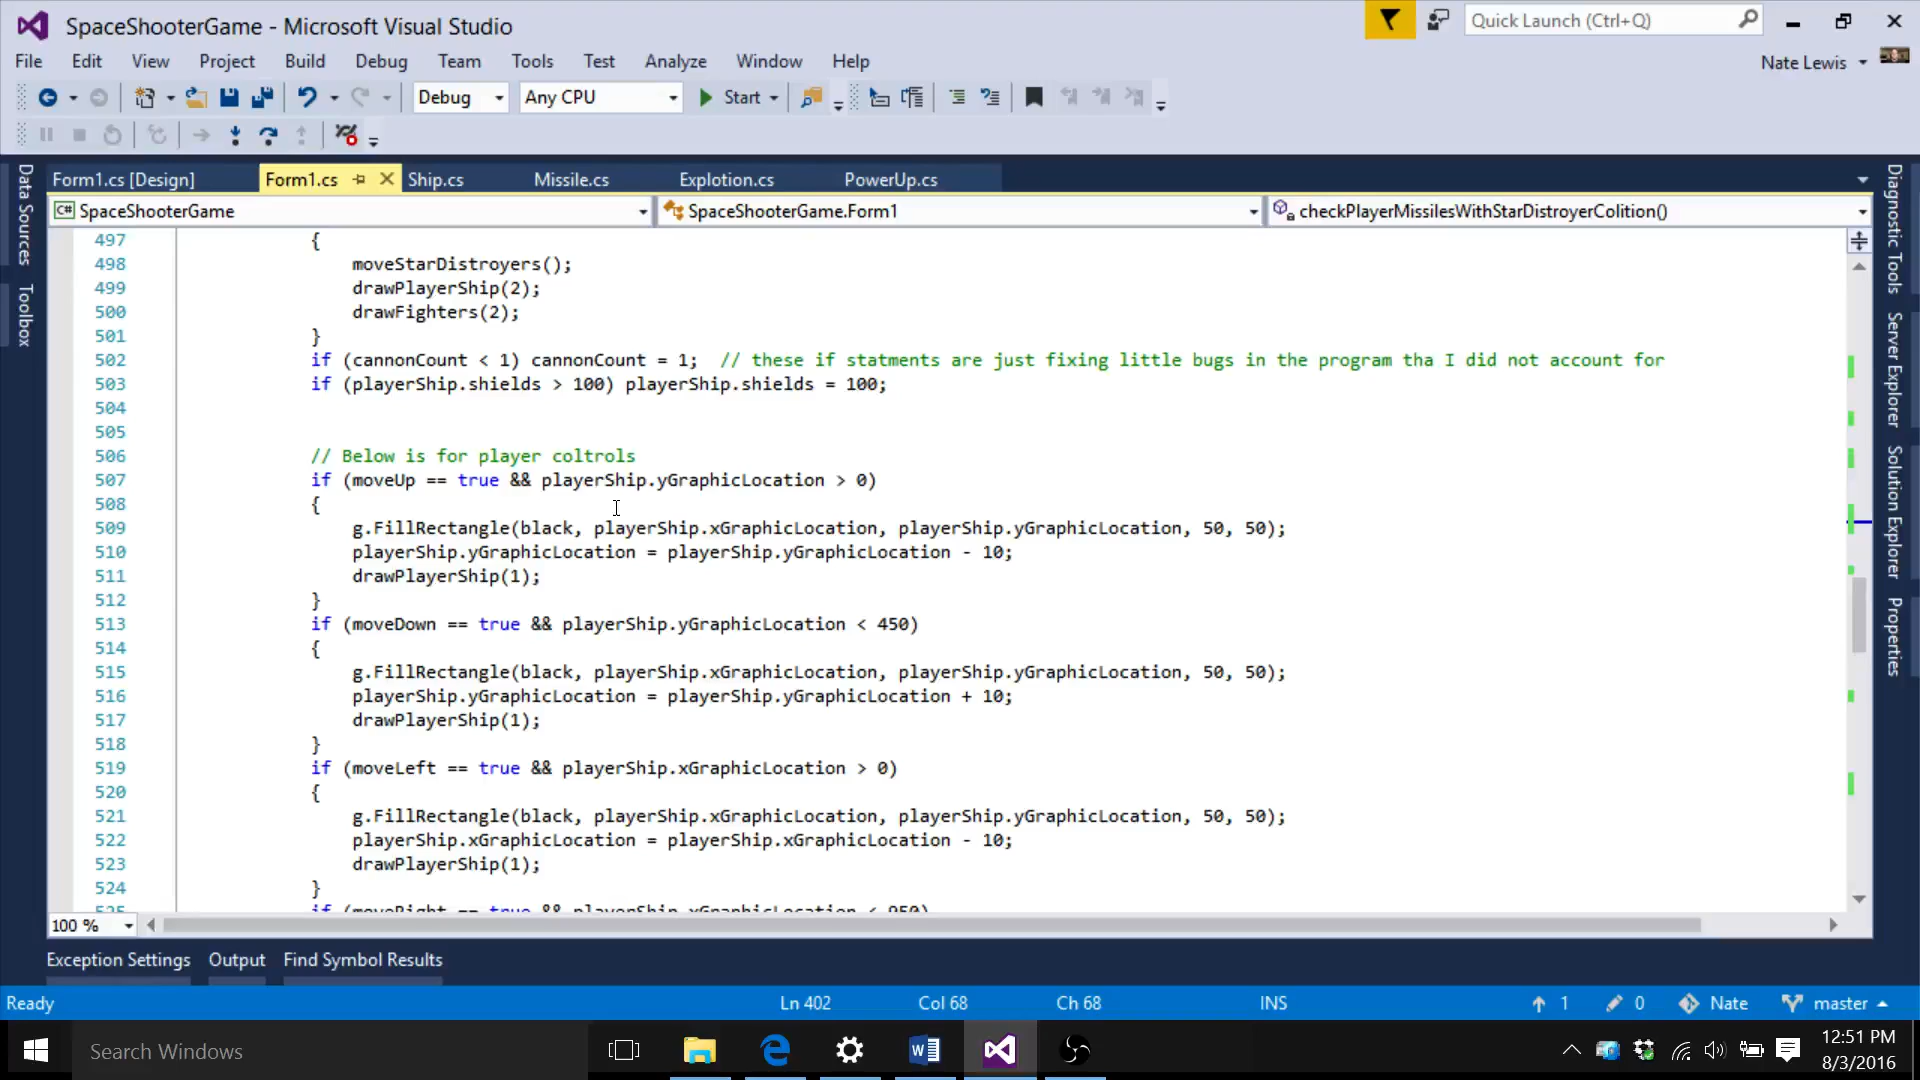 SpaceShooterGame - Microsoft Visual Studio
Quick Launch (Ctrl+Q)
File Edit View Project Build Debug Team Tools Test Analyze Window Help
Nate Lewis
Debug Any CPU Start
Form1.cs [Design] Form1.cs Ship.cs Missile.cs Explotion.cs PowerUp.cs
C# SpaceShooterGame SpaceShooterGame.Form1 checkPlayerMissilesWithStarDistroyerColition()
Data Sources
Toolbox
497 {
498 moveStarDistroyers();
499 drawPlayerShip(2);
500 drawFighters(2);
501 }
502 if (cannonCount < 1) cannonCount = 1; // these if statments are just fixing little bugs in the program tha I did not account for
503 if (playerShip.shields > 100) playerShip.shields = 100;
504
505
506 // Below is for player coltrols
507 if (moveUp == true && playerShip.yGraphicLocation > 0)
508 {
509 g.FillRectangle(black, playerShip.xGraphicLocation, playerShip.yGraphicLocation, 50, 50);
510 playerShip.yGraphicLocation = playerShip.yGraphicLocation - 10;
511 drawPlayerShip(1);
512 }
513 if (moveDown == true && playerShip.yGraphicLocation < 450)
514 {
515 g.FillRectangle(black, playerShip.xGraphicLocation, playerShip.yGraphicLocation, 50, 50);
516 playerShip.yGraphicLocation = playerShip.yGraphicLocation + 10;
517 drawPlayerShip(1);
518 }
519 if (moveLeft == true && playerShip.xGraphicLocation > 0)
520 {
521 g.FillRectangle(black, playerShip.xGraphicLocation, playerShip.yGraphicLocation, 50, 50);
522 playerShip.xGraphicLocation = playerShip.xGraphicLocation - 10;
523 drawPlayerShip(1);
524 }
525 if (moveRight == true && playerShip.xGraphicLocation < 950)
Diagnostic Tools
Server Explorer
Solution Explorer
Properties
100 %
Exception Settings Output Find Symbol Results
Ready Ln 402 Col 68 Ch 68 INS 1 0 Nate master
Search Windows
12:51 PM
8/3/2016